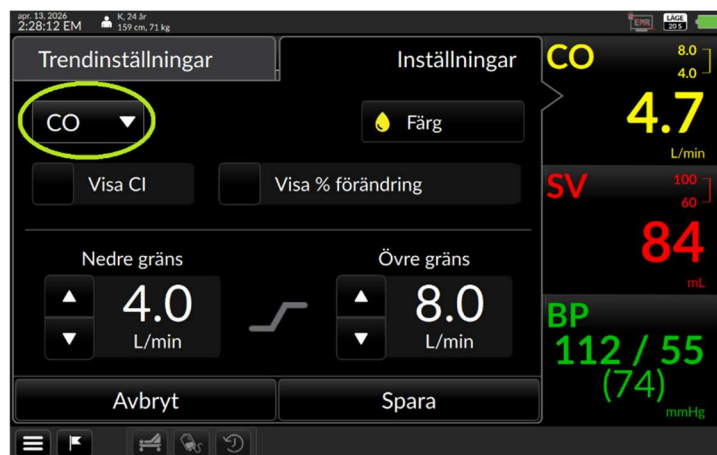 apr. 13, 2026
2:28:12 EM
K, 24 år
159 cm, 71 kg
EMR
LÄGE
20 S
Trendinställningar
Inställningar
CO
Färg
Visa CI
Visa % förändring
Nedre gräns
Övre gräns
4.0
8.0
L/min
L/min
Avbryt
Spara
CO
8.0
4.0
4.7
L/min
SV
100
60
84
mL
BP
112 / 55
(74)
mmHg